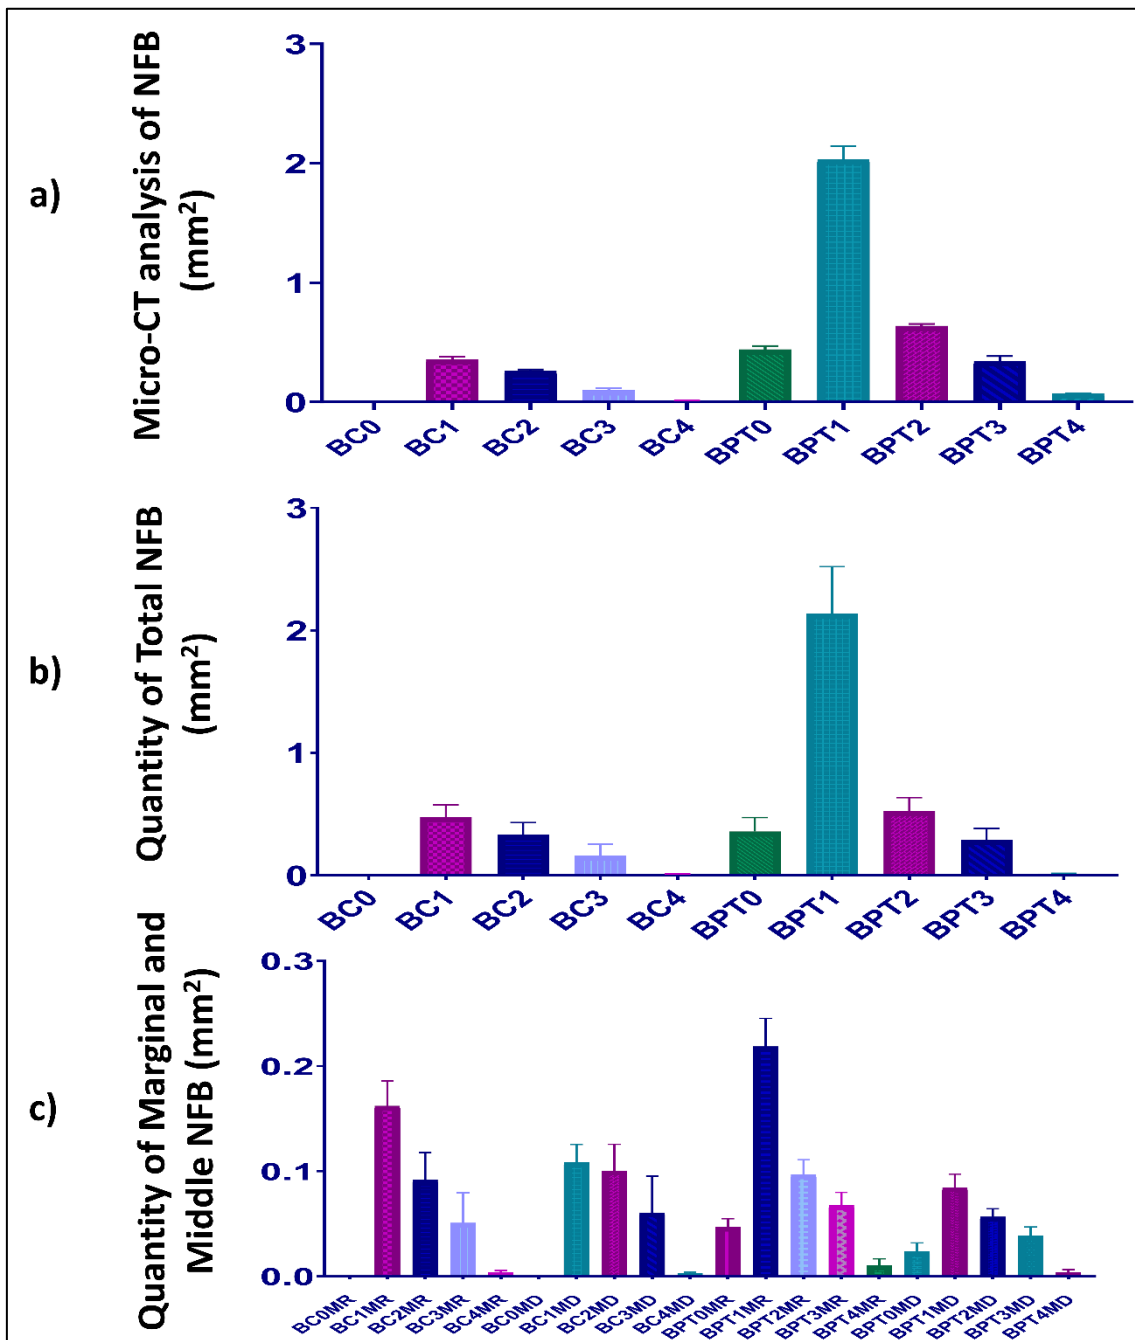 a)
Micro-CT analysis of NFB
(mm²)
3
2
1
0
BC0 BC1 BC2 BC3 BC4 BPT0 BPT1 BPT2 BPT3 BPT4
b)
Quantity of Total NFB
(mm²)
3
2
1
0
BC0 BC1 BC2 BC3 BC4 BPT0 BPT1 BPT2 BPT3 BPT4
c)
Quantity of Marginal and
Middle NFB (mm²)
0.3
0.2
0.1
0.0
BC0MR BC1MR BC2MR BC3MR BC4MR BC0MD BC1MD BC2MD BC3MD BC4MD BPT0MR BPT1MR BPT2MR BPT3MR BPT4MR BPT0MD BPT1MD BPT2MD BPT3MD BPT4MD